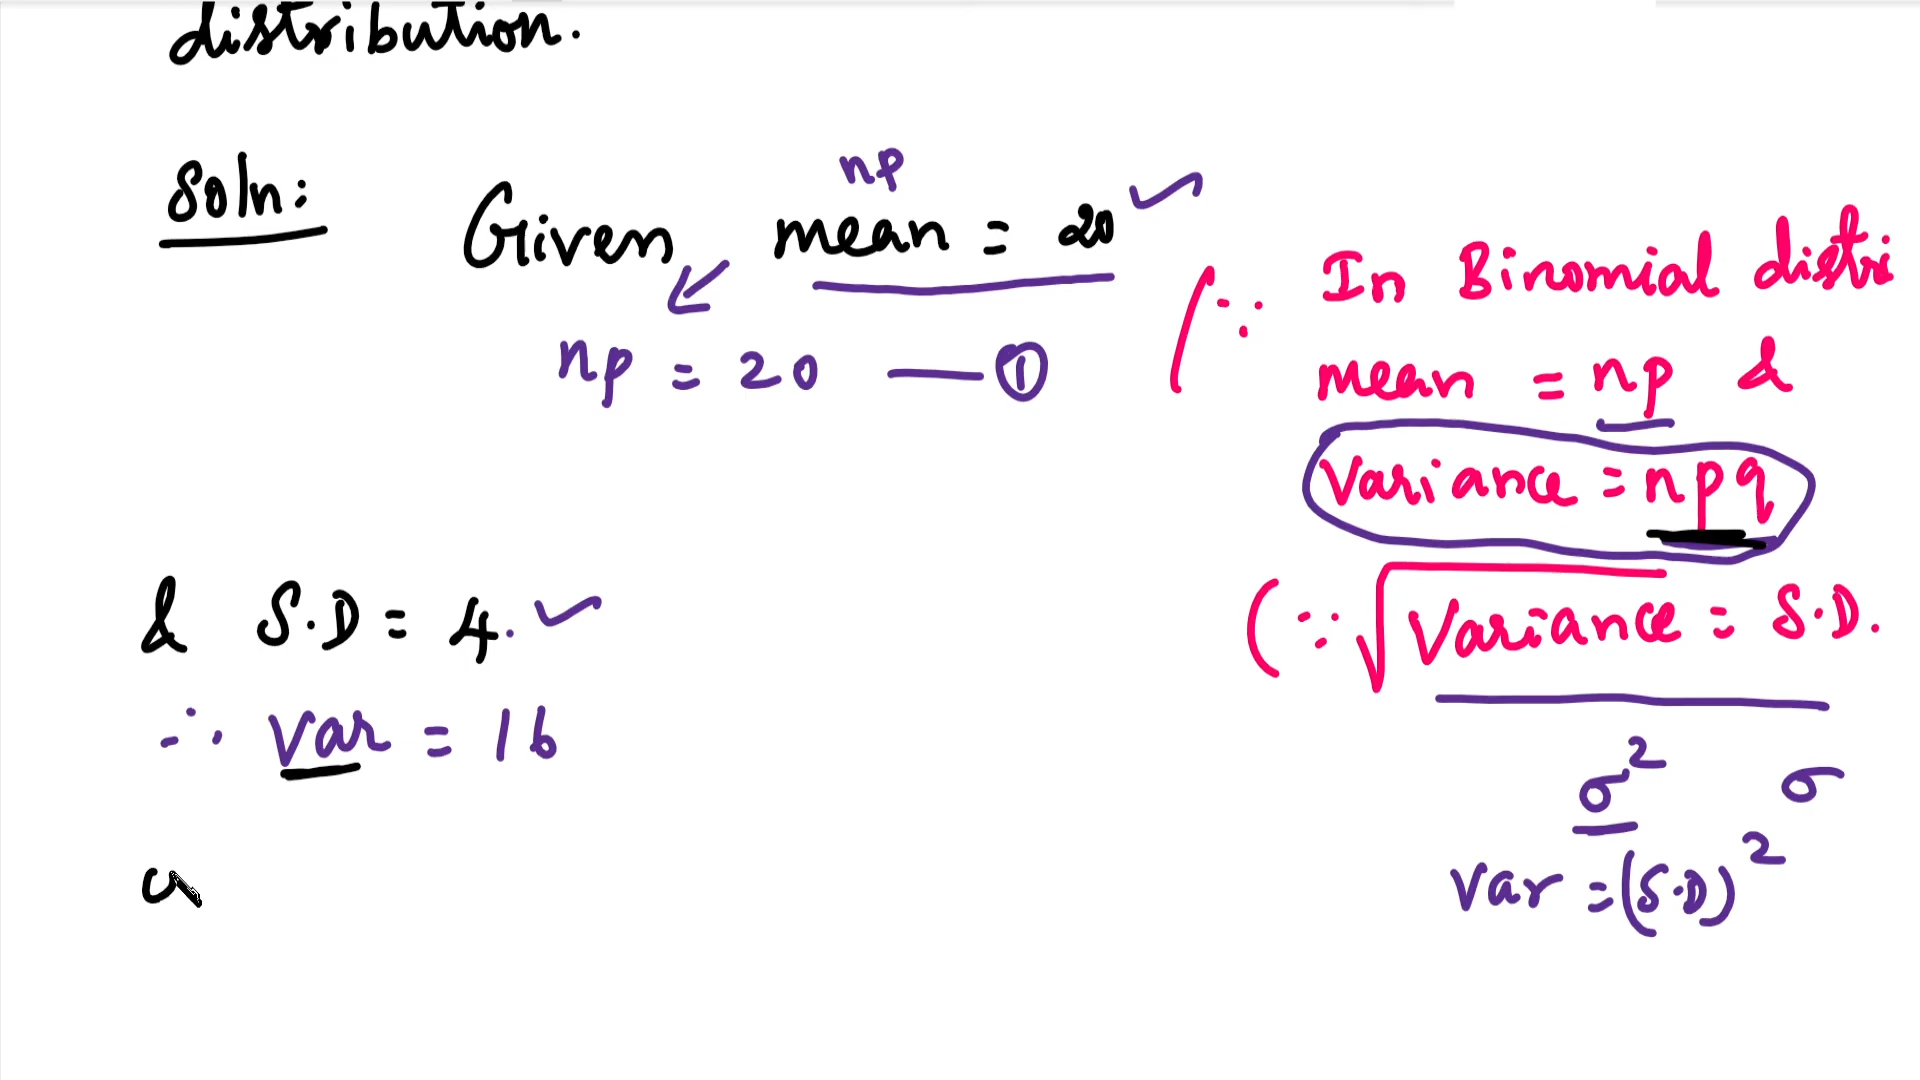 distribution.
Soln:
np
Given mean = 20
np = 20 — ①
& S.D = 4.
∴ Var = 16
(∵ In Binomial distri
mean = np &
Variance = npq
(∵ √Variance = S.D.
σ² σ
Var = (S.D)²